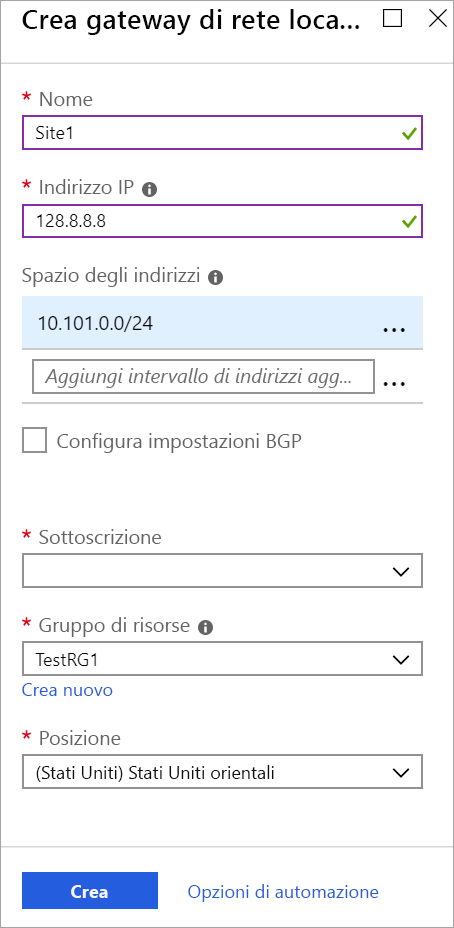 Crea gateway di rete loca...
* Nome
Site1
* Indirizzo IP
128.8.8.8
Spazio degli indirizzi
10.101.0.0/24
...
Aggiungi intervallo di indirizzi agg...
...
Configura impostazioni BGP
* Sottoscrizione
* Gruppo di risorse
TestRG1
Crea nuovo
* Posizione
(Stati Uniti) Stati Uniti orientali
Crea
Opzioni di automazione